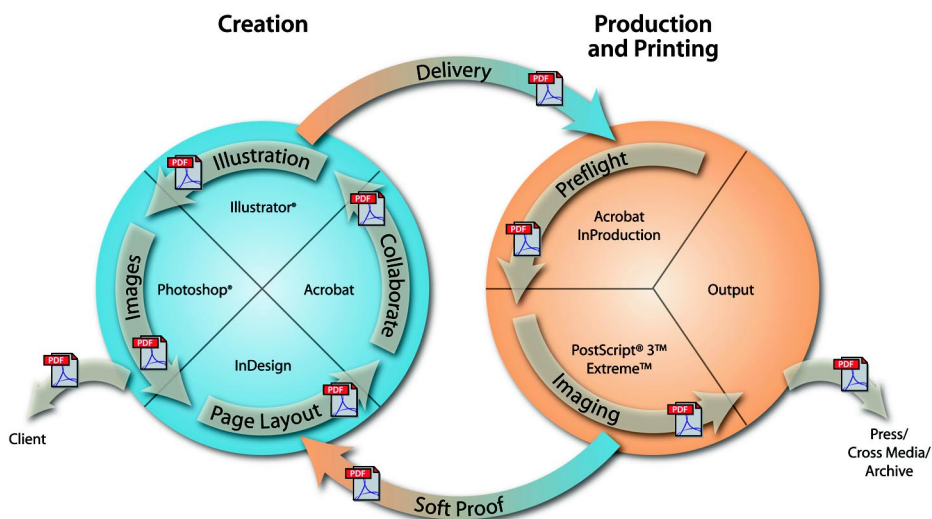 Creation
Production
and Printing
Delivery
PDF
PDF
Illustration
Illustrator®
PDF
Collaborate
Images
Photoshop®
Acrobat
PDF
InDesign
Page Layout
PDF
PDF
Client
Preflight
PDF
Acrobat
InProduction
Output
PostScript® 3™
Extreme™
Imaging
PDF
PDF
Press/
Cross Media/
Archive
PDF
Soft Proof